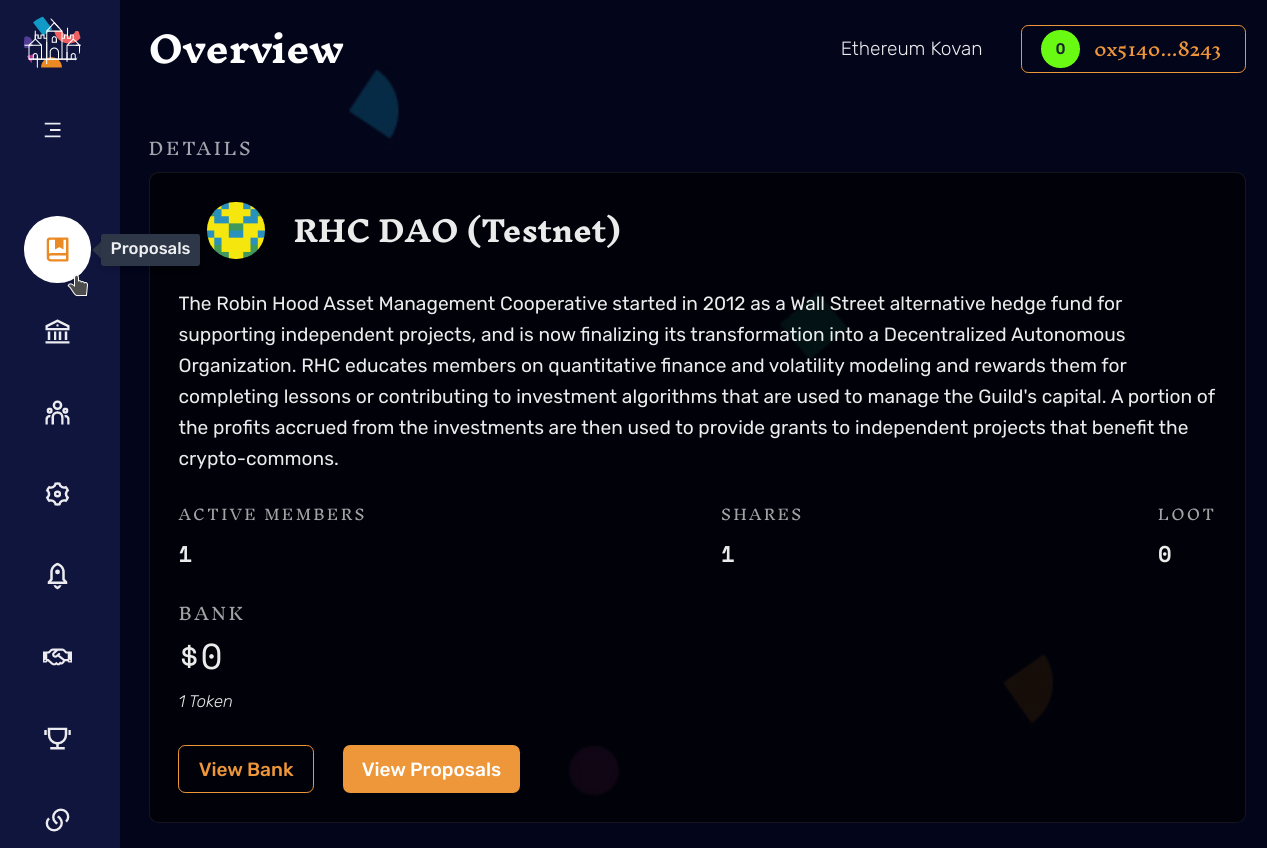 Overview
Ethereum Kovan
0
0x5140...8243
DETAILS
RHC DAO (Testnet)
Proposals
The Robin Hood Asset Management Cooperative started in 2012 as a Wall Street alternative hedge fund for
supporting independent projects, and is now finalizing its transformation into a Decentralized Autonomous
Organization. RHC educates members on quantitative finance and volatility modeling and rewards them for
completing lessons or contributing to investment algorithms that are used to manage the Guild's capital. A portion of
the profits accrued from the investments are then used to provide grants to independent projects that benefit the
crypto-commons.
ACTIVE MEMBERS
SHARES
LOOT
1
1
0
BANK
$0
1 Token
View Bank
View Proposals